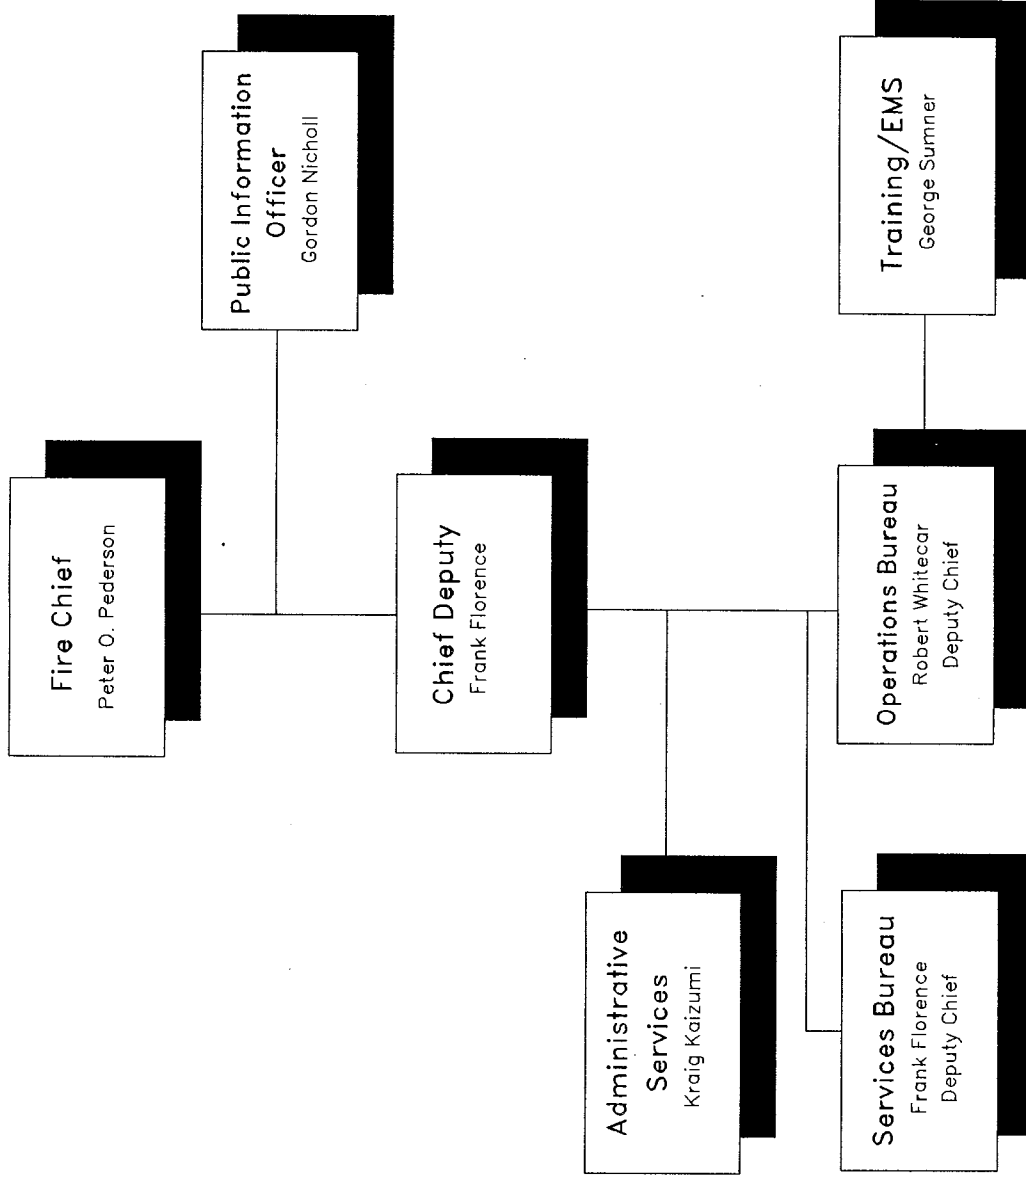 Fire Chief
Peter O. Pederson
Public Information
Officer
Gordon Nicholl
Chief Deputy
Frank Florence
Administrative
Services
Kraig Kaizumi
Services Bureau
Frank Florence
Deputy Chief
Operations Bureau
Robert Whitecar
Deputy Chief
Training/EMS
George Sumner